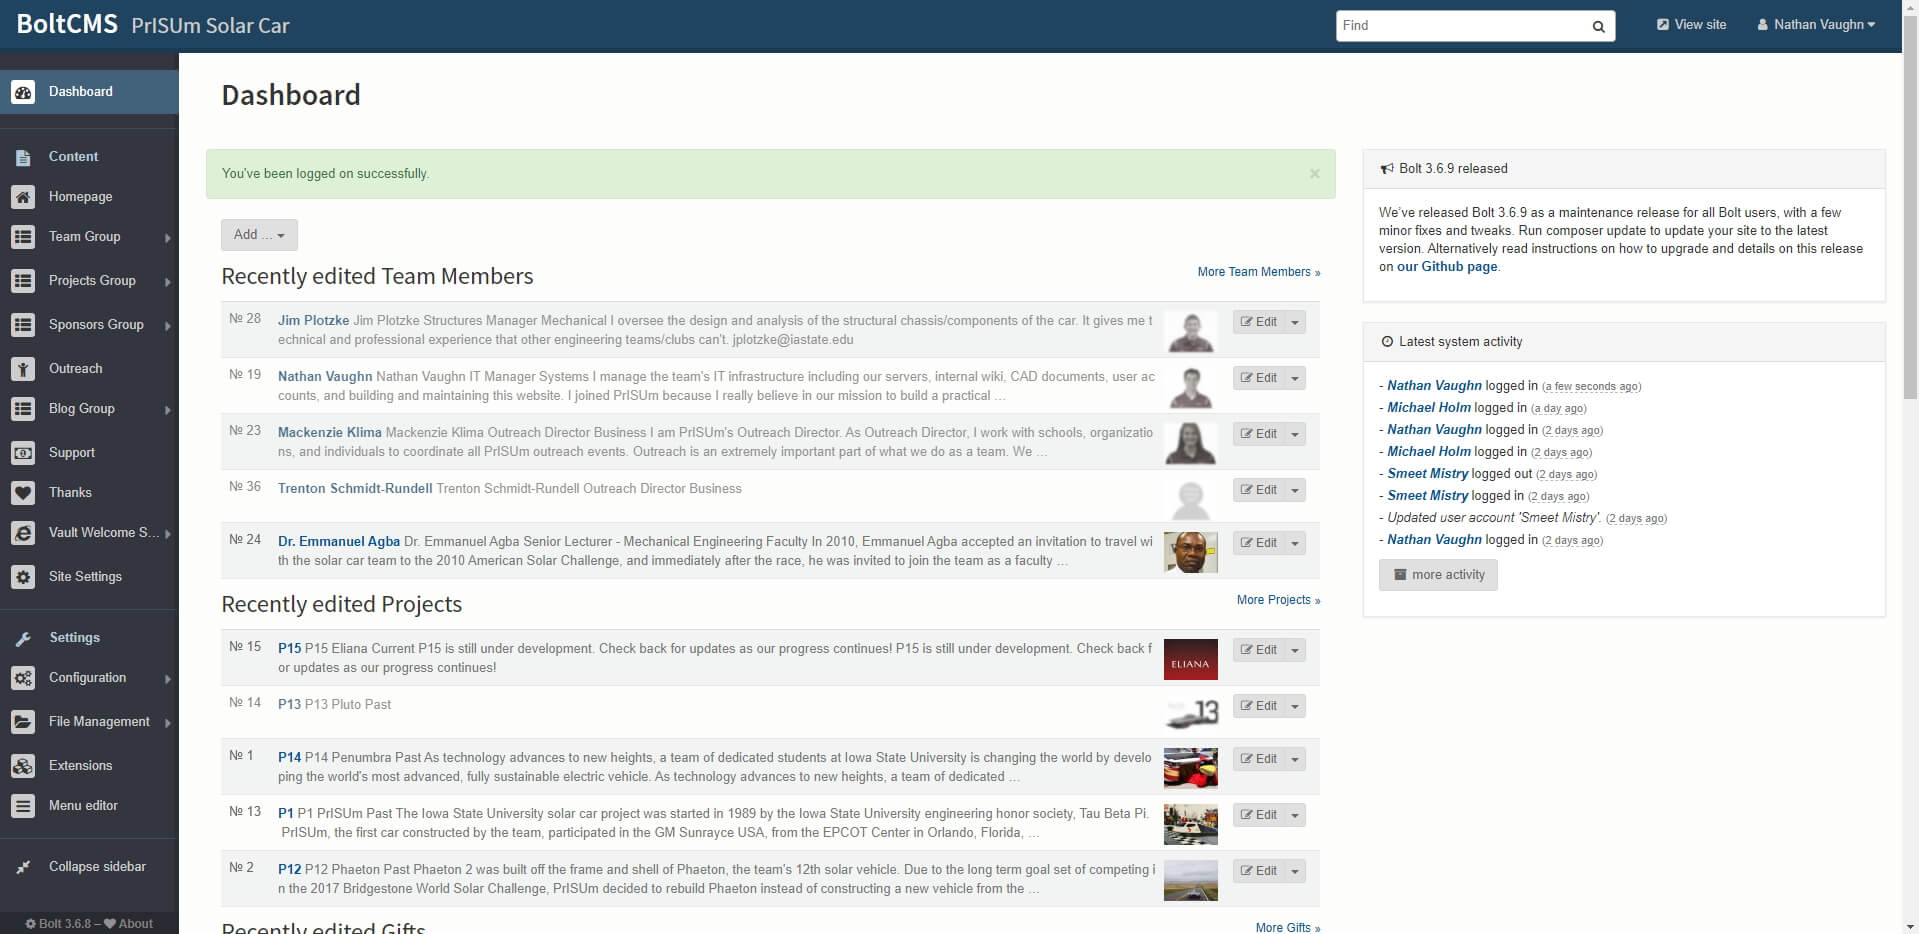 BoltCMS PrISUm Solar Car
Find
View site
Nathan Vaughn
Dashboard
Content
Homepage
Team Group
Projects Group
Sponsors Group
Outreach
Blog Group
Support
Thanks
Vault Welcome S...
Site Settings
Settings
Configuration
File Management
Extensions
Menu editor
Collapse sidebar
Bolt 3.6.8 – About
Dashboard
You've been logged on successfully.
×
Add ...
Recently edited Team Members
More Team Members »
№ 28
Jim Plotzke Jim Plotzke Structures Manager Mechanical I oversee the design and analysis of the structural chassis/components of the car. It gives me t
echnical and professional experience that other engineering teams/clubs can't. jplotzke@iastate.edu
Edit
№ 19
Nathan Vaughn Nathan Vaughn IT Manager Systems I manage the team's IT infrastructure including our servers, internal wiki, CAD documents, user ac
counts, and building and maintaining this website. I joined PrISUm because I really believe in our mission to build a practical …
Edit
№ 23
Mackenzie Klima Mackenzie Klima Outreach Director Business I am PrISUm's Outreach Director. As Outreach Director, I work with schools, organizatio
ns, and individuals to coordinate all PrISUm outreach events. Outreach is an extremely important part of what we do as a team. We …
Edit
№ 36
Trenton Schmidt-Rundell Trenton Schmidt-Rundell Outreach Director Business
Edit
№ 24
Dr. Emmanuel Agba Dr. Emmanuel Agba Senior Lecturer - Mechanical Engineering Faculty In 2010, Emmanuel Agba accepted an invitation to travel wi
th the solar car team to the 2010 American Solar Challenge, and immediately after the race, he was invited to join the team as a faculty …
Edit
Recently edited Projects
More Projects »
№ 15
P15 P15 Eliana Current P15 is still under development. Check back for updates as our progress continues! P15 is still under development. Check back f
or updates as our progress continues!
ELIANA
Edit
№ 14
P13 P13 Pluto Past
13
Edit
№ 1
P14 P14 Penumbra Past As technology advances to new heights, a team of dedicated students at Iowa State University is changing the world by develo
ping the world's most advanced, fully sustainable electric vehicle. As technology advances to new heights, a team of dedicated …
Edit
№ 13
P1 P1 PrISUm Past The Iowa State University solar car project was started in 1989 by the Iowa State University engineering honor society, Tau Beta Pi.
PrISUm, the first car constructed by the team, participated in the GM Sunrayce USA, from the EPCOT Center in Orlando, Florida, …
Edit
№ 2
P12 P12 Phaeton Past Phaeton 2 was built off the frame and shell of Phaeton, the team's 12th solar vehicle. Due to the long term goal set of competing i
n the 2017 Bridgestone World Solar Challenge, PrISUm decided to rebuild Phaeton instead of constructing a new vehicle from the …
Edit
Recently edited Gifts
More Gifts »
Bolt 3.6.9 released
We've released Bolt 3.6.9 as a maintenance release for all Bolt users, with a few
minor fixes and tweaks. Run composer update to update your site to the latest
version. Alternatively read instructions on how to upgrade and details on this release
on our Github page.
Latest system activity
- Nathan Vaughn logged in (a few seconds ago)
- Michael Holm logged in (a day ago)
- Nathan Vaughn logged in (2 days ago)
- Michael Holm logged in (2 days ago)
- Smeet Mistry logged out (2 days ago)
- Smeet Mistry logged in (2 days ago)
- Updated user account 'Smeet Mistry'. (2 days ago)
- Nathan Vaughn logged in (2 days ago)
more activity